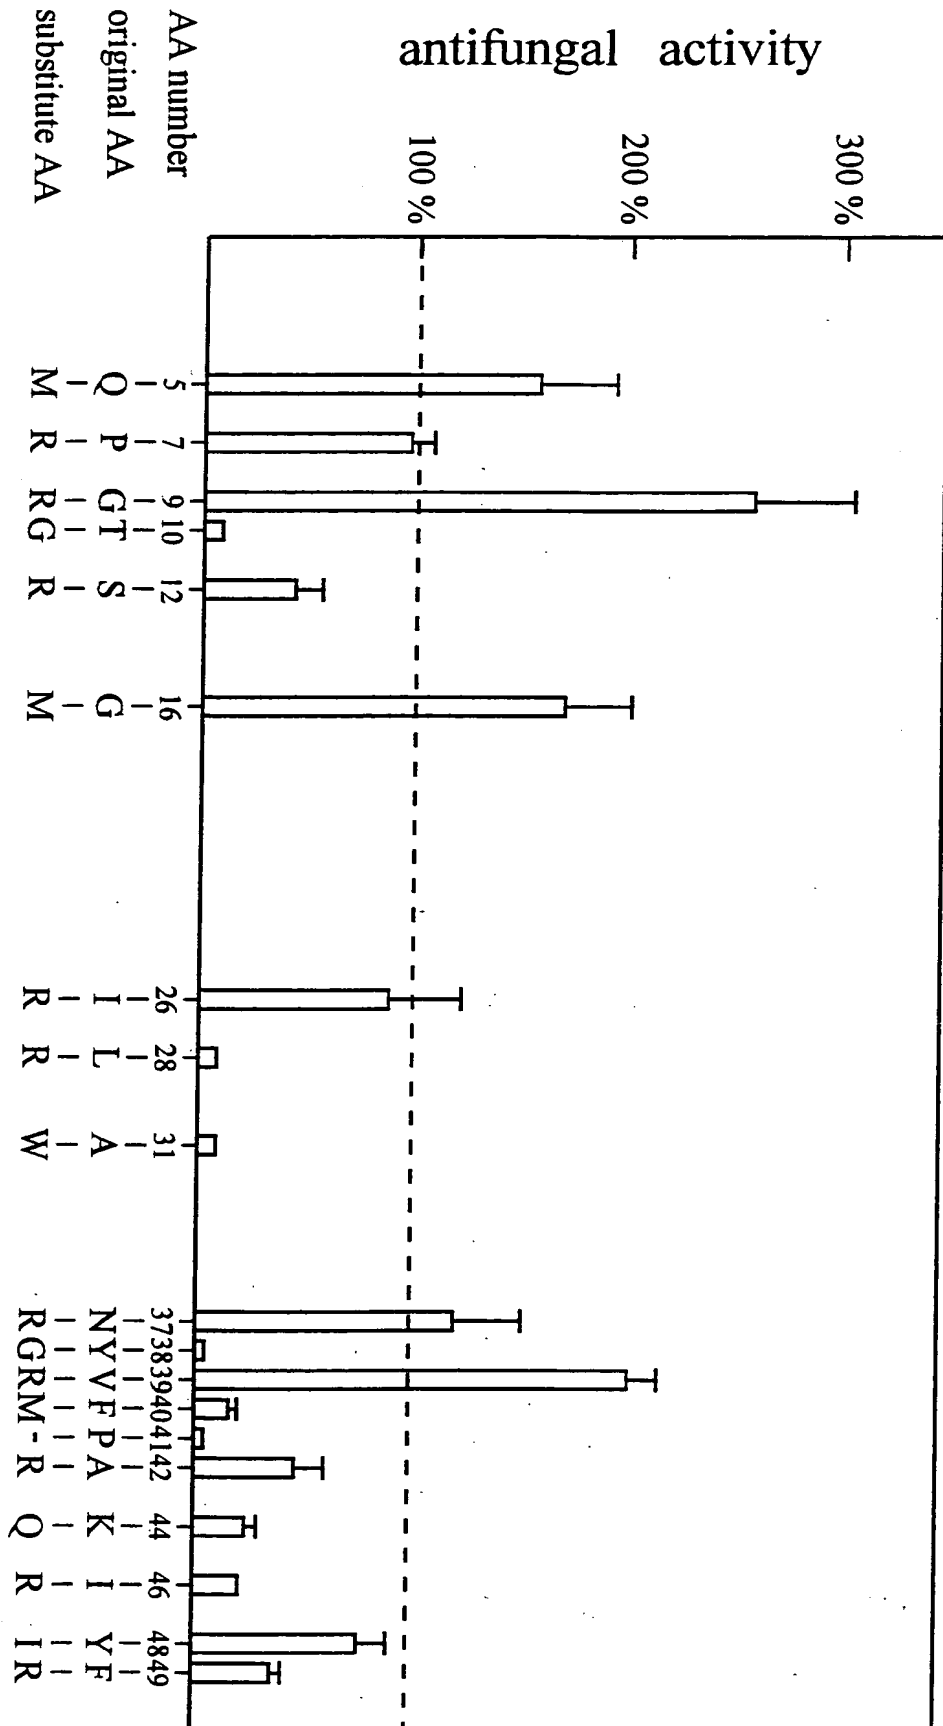 antifungal activity
300 %
200 %
100 %
AA number 5 7 9 10 12 16 26 28 31 37 38 39 40 41 42 44 46 48 49
original AA Q P G T S G I L A N Y V F P A K I Y F
substitute AA M R R G R M R R W R G R M - R Q R I R